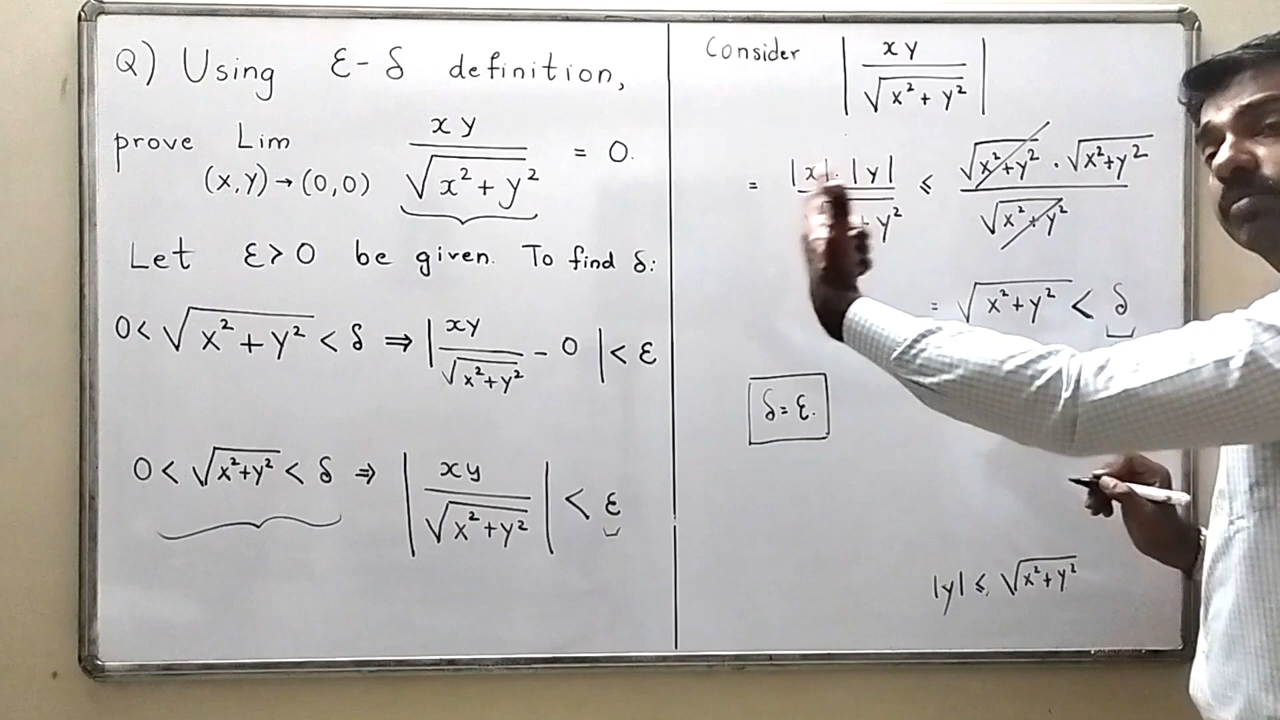 Q) Using ε-δ definition,
prove Lim (x,y)→(0,0) xy/√(x²+y²) = 0.
Let ε>0 be given. To find δ:
0<√(x²+y²)<δ ⇒ |xy/√(x²+y²) - 0|<ε
0<√(x²+y²)<δ ⇒ |xy/√(x²+y²)|<ε
Consider |xy/√(x²+y²)|
= |x|·|y| / + y² ≤ √(x²+y²) · √(x²+y²) / √(x²+y²)
= √(x²+y²) < δ
δ=ε.
|y| ≤ √(x²+y²)